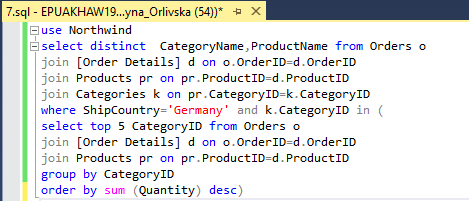 7.sql - EPUAKHAW19...yna_Orlivska (54))*
use Northwind
select distinct  CategoryName,ProductName from Orders o
join [Order Details] d on o.OrderID=d.OrderID
join Products pr on pr.ProductID=d.ProductID
join Categories k on pr.CategoryID=k.CategoryID
where ShipCountry='Germany' and k.CategoryID in (
select top 5 CategoryID from Orders o
join [Order Details] d on o.OrderID=d.OrderID
join Products pr on pr.ProductID=d.ProductID
group by CategoryID
order by sum (Quantity) desc)